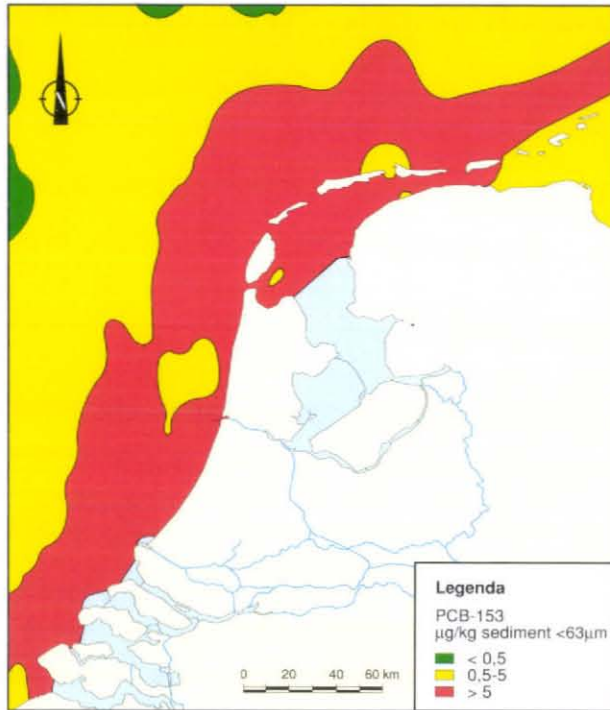 N
Legenda
PCB-153
µg/kg sediment <63µm
< 0,5
0,5-5
> 5
0 20 40 60 km